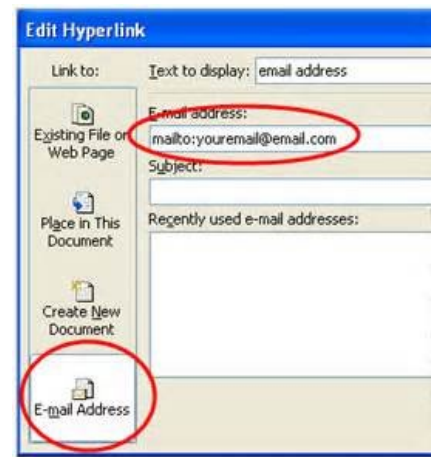 Edit Hyperlink
Link to:
Text to display: email address
Existing File or
Web Page
E-mail address:
mailto:youremail@email.com
Subject:
Place in This
Document
Recently used e-mail addresses:
Create New
Document
E-mail Address